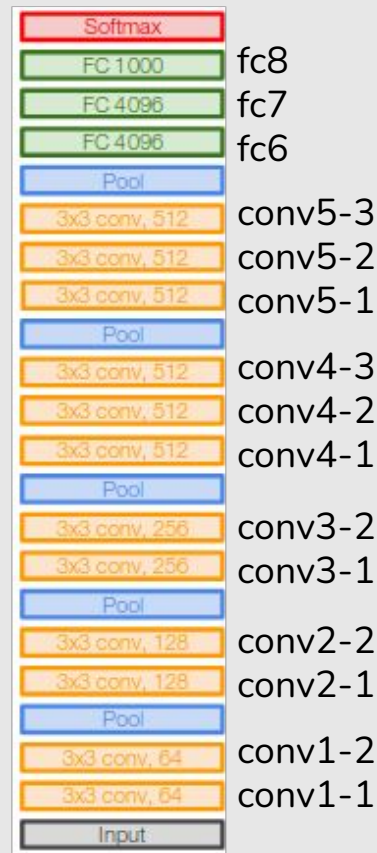 Softmax
FC 1000 fc8
FC 4096 fc7
FC 4096 fc6
Pool
3x3 conv, 512 conv5-3
3x3 conv, 512 conv5-2
3x3 conv, 512 conv5-1
Pool
3x3 conv, 512 conv4-3
3x3 conv, 512 conv4-2
3x3 conv, 512 conv4-1
Pool
3x3 conv, 256 conv3-2
3x3 conv, 256 conv3-1
Pool
3x3 conv, 128 conv2-2
3x3 conv, 128 conv2-1
Pool
3x3 conv, 64 conv1-2
3x3 conv, 64 conv1-1
Input